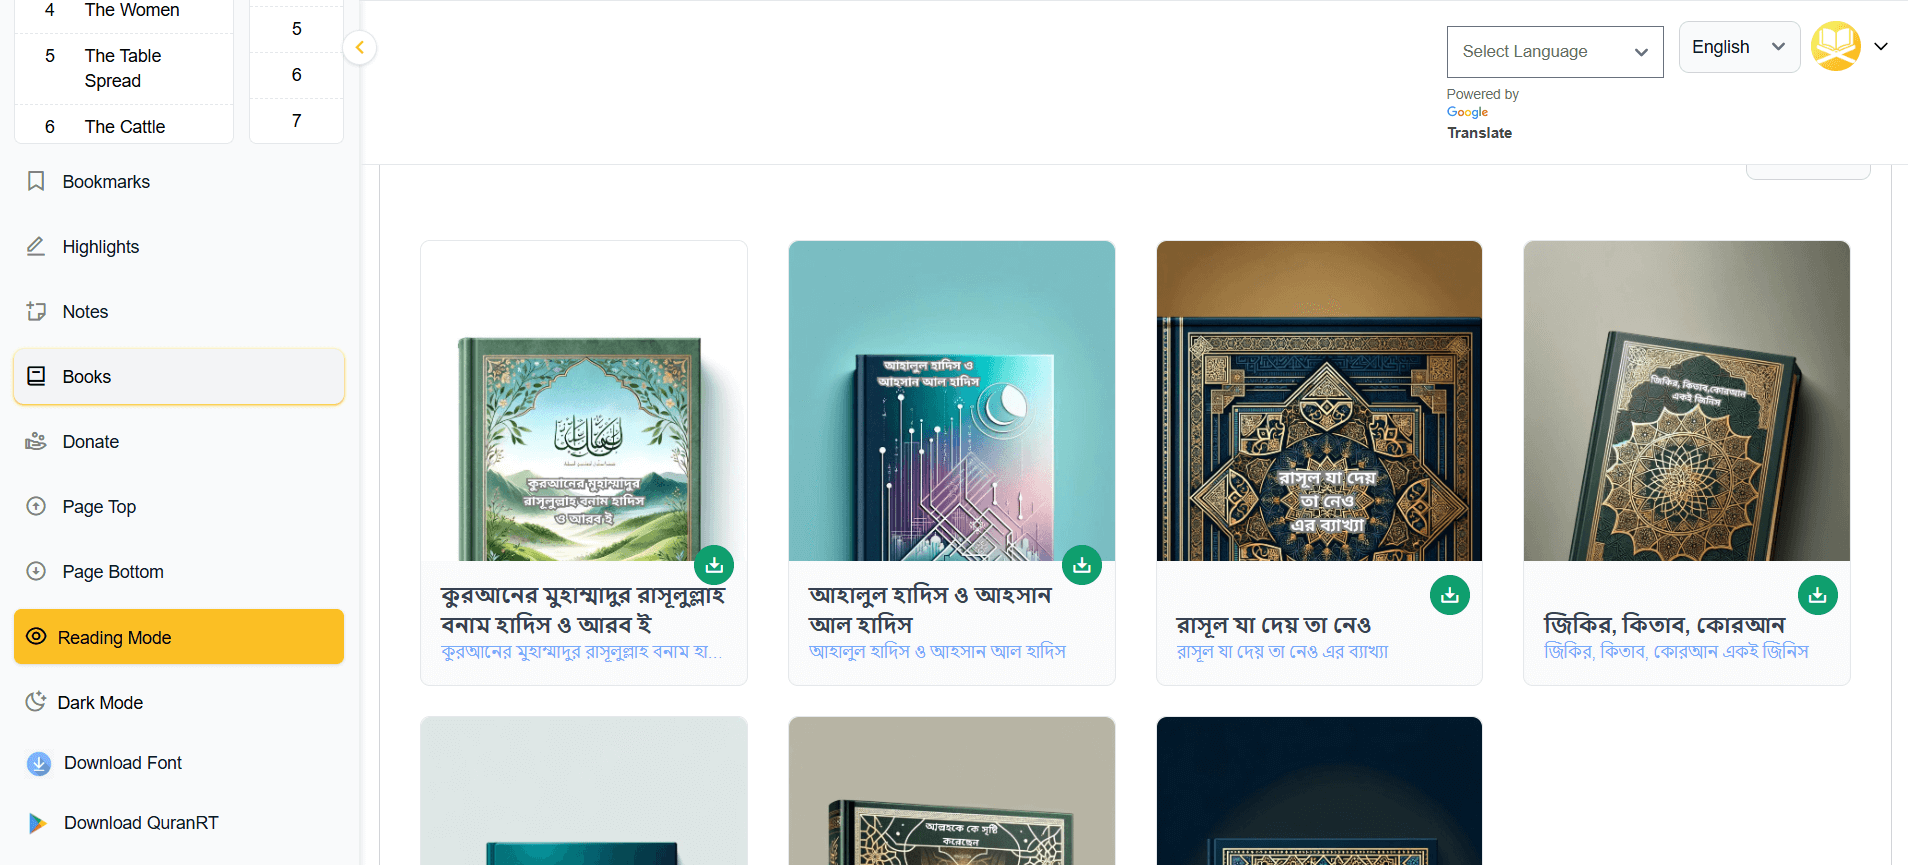 4 The Women
5 The Table
Spread
6 The Cattle
5
6
7
Bookmarks
Highlights
Notes
Books
Donate
Page Top
Page Bottom
Reading Mode
Dark Mode
Download Font
Download QuranRT
Select Language
English
Powered by
Google
Translate
কুরআনের মুহাম্মাদুর
রাসূলুল্লাহ বনাম হাদিস
ও আরব ই
কুরআনের মুহাম্মাদুর রাসূলুল্লাহ
বনাম হাদিস ও আরব ই
কুরআনের মুহাম্মাদুর রাসূলুল্লাহ বনাম হা...
আহালুল হাদিস ও
আহসান আল হাদিস
আহালুল হাদিস ও আহসান
আল হাদিস
আহালুল হাদিস ও আহসান আল হাদিস
রাসূল যা দেয়
তা নেও
এর ব্যাখ্যা
রাসূল যা দেয় তা নেও
রাসূল যা দেয় তা নেও এর ব্যাখ্যা
জিকির, কিতাব,কোরআন
একই জিনিস
জিকির, কিতাব, কোরআন
জিকির, কিতাব, কোরআন একই জিনিস
আল্লাহকে কে সৃষ্টি
করেছেন